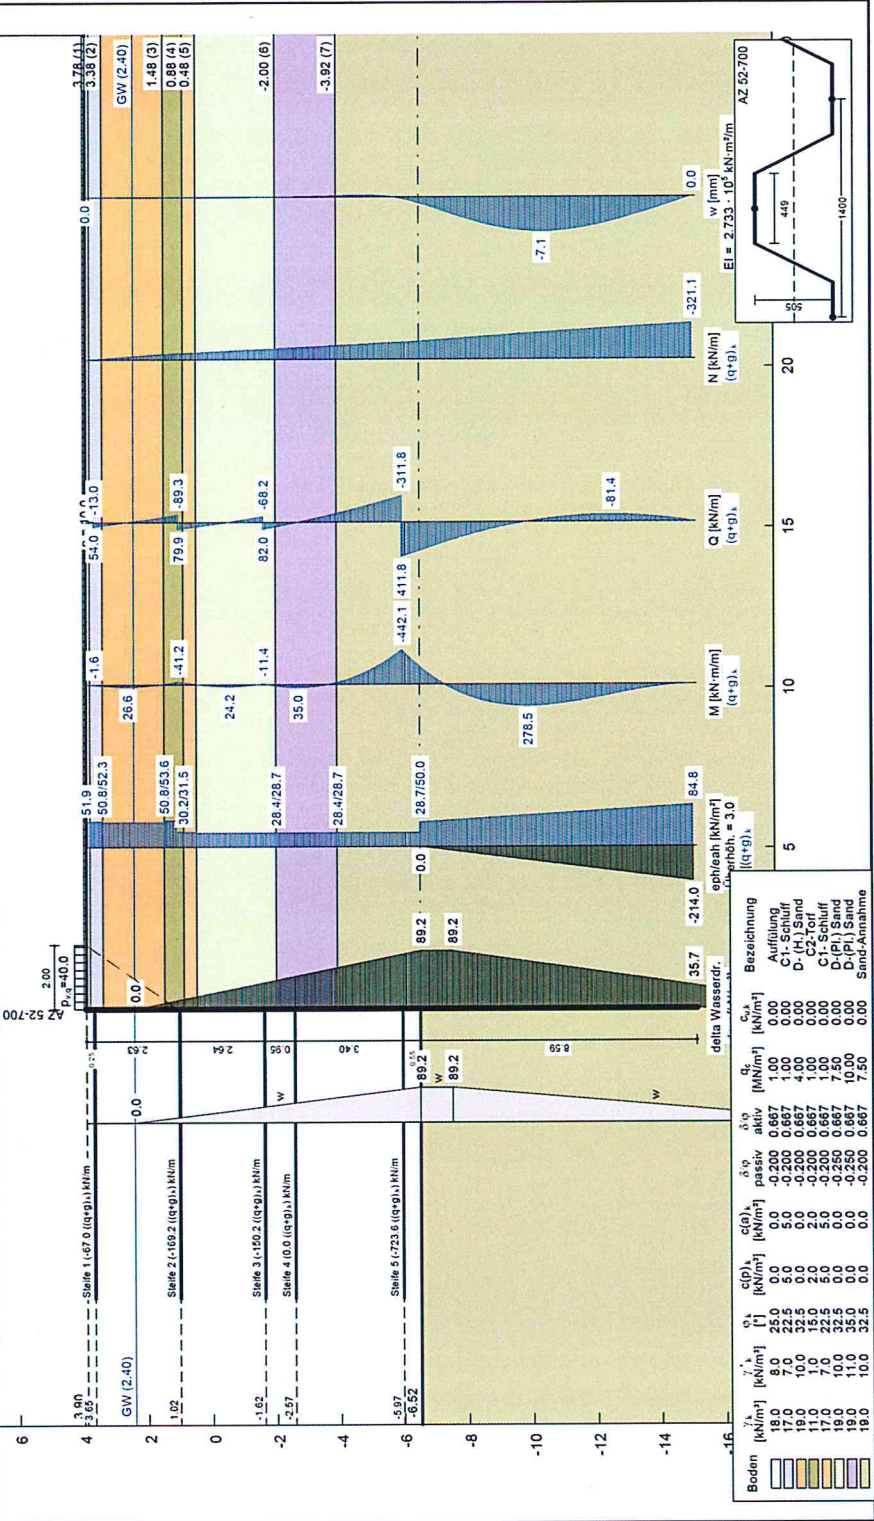 6
4
2
0
-2
-4
-6
-8
-10
-12
-14
-16
3.90
3.65
GW (2.40)
1.02
-1.62
-2.57
-5.97
-6.52
Steife 1 (-67.0 ((q+g)ₖ) kN/m
Steife 2 (-169.2 ((q+g)ₖ) kN/m
Steife 3 (-150.2 ((q+g)ₖ) kN/m
Steife 4 (0.0 ((q+g)ₖ) kN/m
Steife 5 (-723.6 ((q+g)ₖ) kN/m
0.0
w
89.2
w
89.2
w
0.25
2.63
2.64
0.95
3.40
0.55
8.59
AZ 52-700
2.00
pv,q=40.0
0.0
89.2
89.2
35.7
delta Wasserdr.
51.9
50.8/52.3
50.8/53.6
30.2/31.5
28.4/28.7
28.4/28.7
28.7/50.0
0.0
84.8
-214.0
eph/eah [kN/m²]
Überhöh. = 3.0
(q+g)ₖ
-1.6
26.6
-41.2
24.2
-11.4
35.0
-442.1
278.5
M [kN·m/m]
(q+g)ₖ
54.0
-13.0
79.9
-89.3
82.0
-68.2
411.8
-311.8
-81.4
Q [kN/m]
(q+g)ₖ
-321.1
N [kN/m]
(q+g)ₖ
0.0
-7.1
0.0
w [mm]
EI = 2.733 · 10⁵ kN·m²/m
3.78 (1)
3.38 (2)
GW (2.40)
1.48 (3)
0.88 (4)
0.48 (5)
-2.00 (6)
-3.92 (7)
5
10
15
20
AZ 52-700
449
505
1400
Boden γₖ [kN/m³] γ'ₖ [kN/m³] φₖ [°] c(p)ₖ [kN/m²] c(a)ₖ [kN/m²] δ/φ passiv δ/φ aktiv q꜀ [MN/m²] cu,k [kN/m²] Bezeichnung
18.0 8.0 25.0 0.0 0.0 -0.200 0.667 1.00 0.00 Auffüllung
17.0 7.0 22.5 5.0 5.0 -0.200 0.667 1.00 0.00 C1- Schluff
19.0 10.0 32.5 0.0 0.0 -0.200 0.667 4.00 0.00 D- (H.) Sand
11.0 1.0 15.0 2.0 2.0 -0.200 0.667 1.00 0.00 C2-Torf
17.0 7.0 22.5 5.0 5.0 -0.200 0.667 1.00 0.00 C1- Schluff
19.0 10.0 32.5 0.0 0.0 -0.250 0.667 7.50 0.00 D-(Pl.) Sand
19.0 11.0 35.0 0.0 0.0 -0.250 0.667 10.00 0.00 D-(Pl.) Sand
19.0 10.0 32.5 0.0 0.0 -0.200 0.667 7.50 0.00 Sand-Annahme